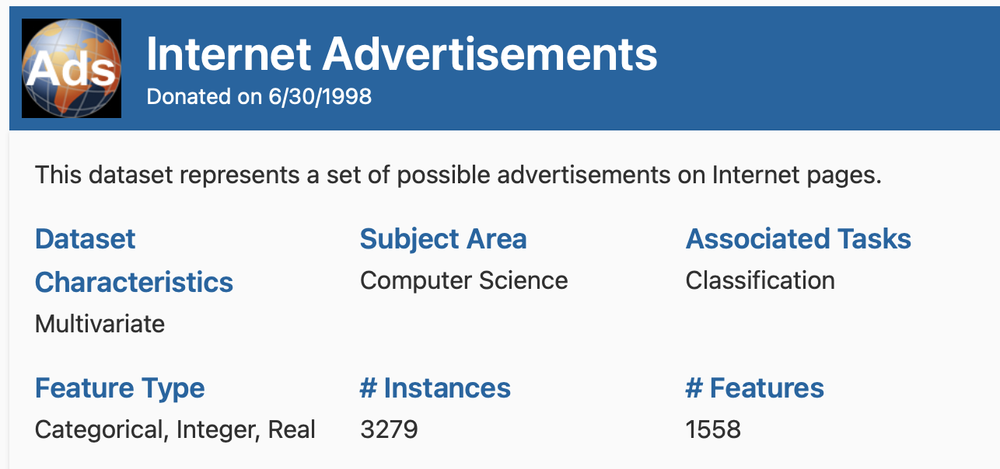 Ads
Internet Advertisements
Donated on 6/30/1998
This dataset represents a set of possible advertisements on Internet pages.
Dataset Characteristics
Multivariate
Subject Area
Computer Science
Associated Tasks
Classification
Feature Type
Categorical, Integer, Real
# Instances
3279
# Features
1558